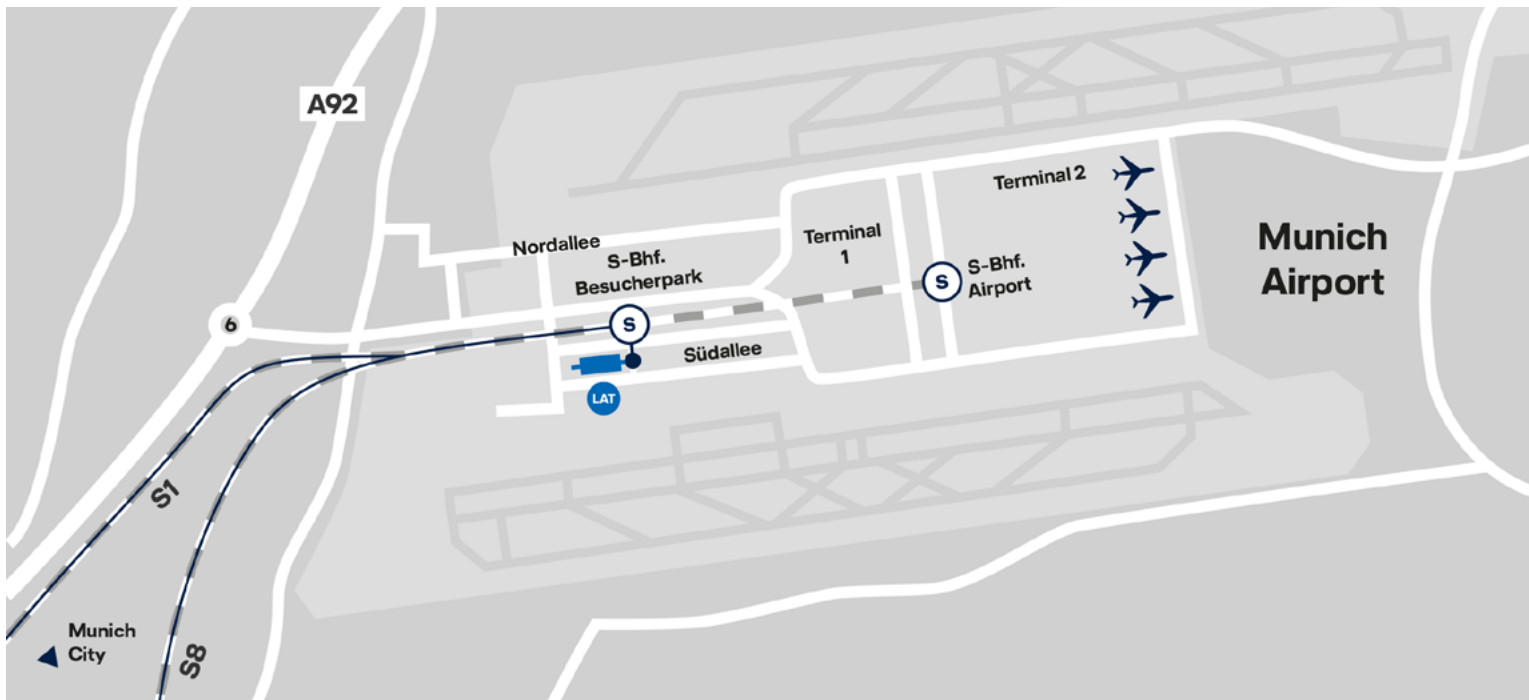 A92
Nordallee
S-Bhf.
Besucherpark
Terminal
1
Terminal 2
S-Bhf.
Airport
S
S
6
Südallee
LAT
Munich
Airport
S1
S8
Munich
City